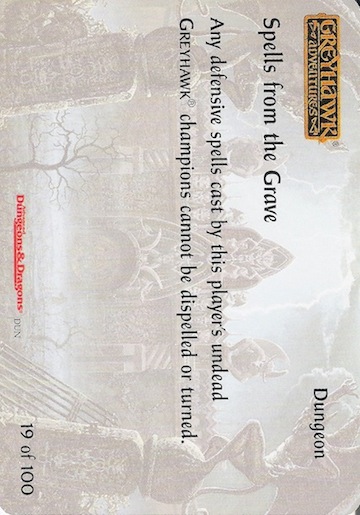 GREYHAWK®
ADVENTURES
Dungeon
Spells from the Grave
Any defensive spells cast by this player's undead
GREYHAWK® champions cannot be dispelled or turned.
Advanced
Dungeons & Dragons®
DUN
19 of 100